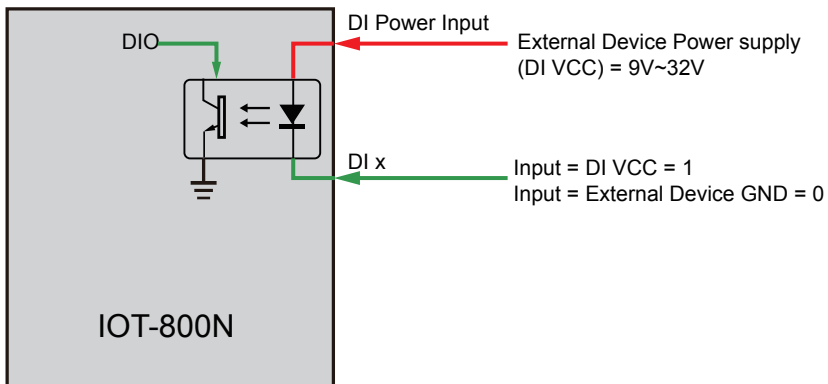 DI Power Input
DIO
External Device Power supply
(DI VCC) = 9V~32V
DI x
Input = DI VCC = 1
Input = External Device GND = 0
IOT-800N